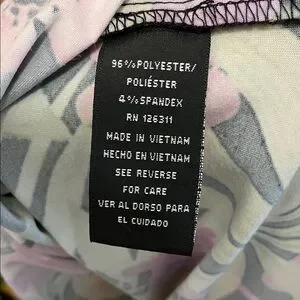 96%POLYESTER/
POLIÉSTER
4%SPANDEX
RN 126311
MADE IN VIETNAM
HECHO EN VIETNAM
SEE REVERSE
FOR CARE
VER AL DORSO PARA
EL CUIDADO